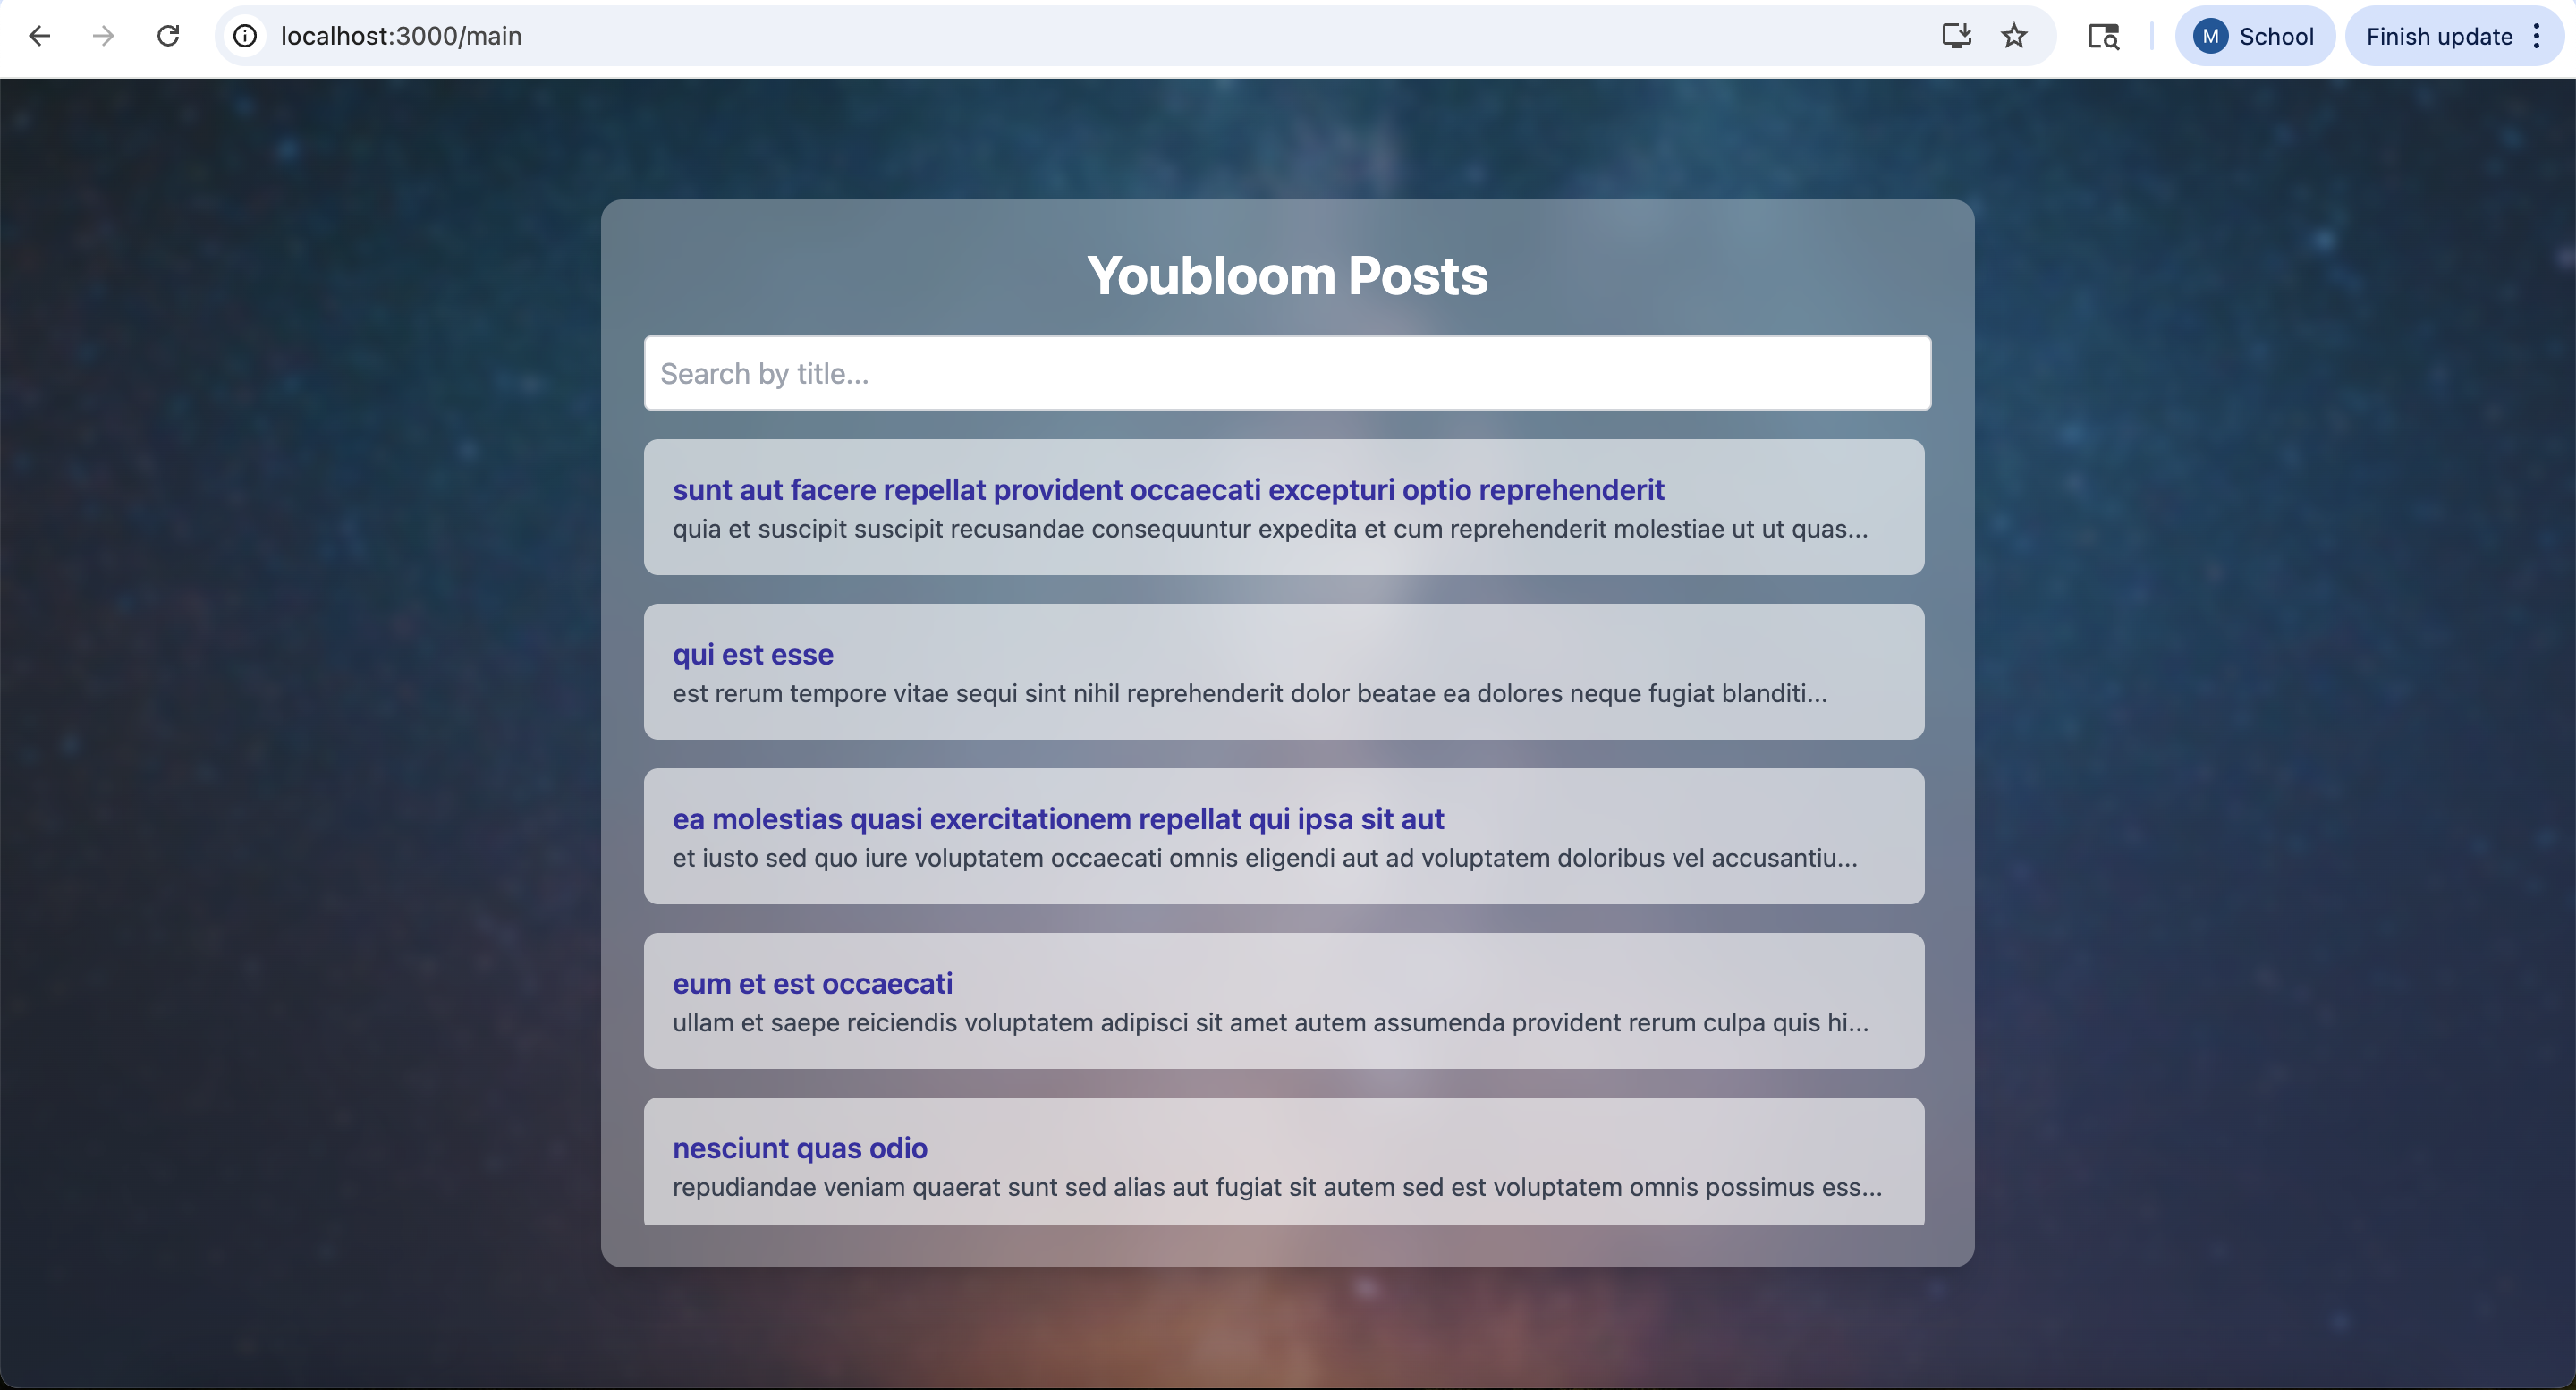 localhost:3000/main
M School
Finish update
Youbloom Posts
Search by title...
sunt aut facere repellat provident occaecati excepturi optio reprehenderit
quia et suscipit suscipit recusandae consequuntur expedita et cum reprehenderit molestiae ut ut quas...
qui est esse
est rerum tempore vitae sequi sint nihil reprehenderit dolor beatae ea dolores neque fugiat blanditi...
ea molestias quasi exercitationem repellat qui ipsa sit aut
et iusto sed quo iure voluptatem occaecati omnis eligendi aut ad voluptatem doloribus vel accusantiu...
eum et est occaecati
ullam et saepe reiciendis voluptatem adipisci sit amet autem assumenda provident rerum culpa quis hi...
nesciunt quas odio
repudiandae veniam quaerat sunt sed alias aut fugiat sit autem sed est voluptatem omnis possimus ess...